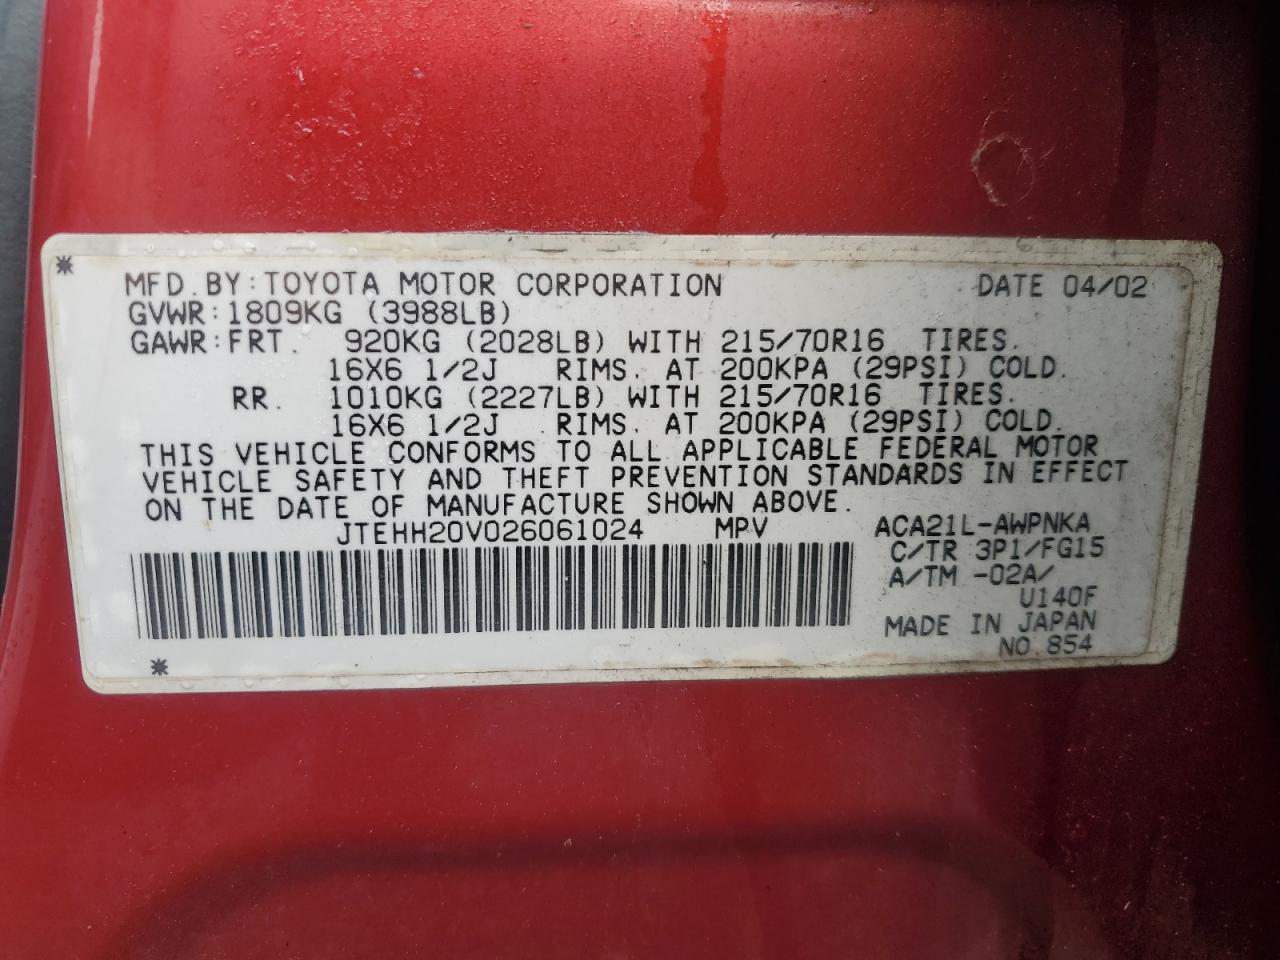 MFD. BY: TOYOTA MOTOR CORPORATION DATE 04/02
GVWR: 1809KG (3988LB)
GAWR: FRT. 920KG (2028LB) WITH 215/70R16 TIRES.
16X6 1/2J RIMS. AT 200KPA (29PSI) COLD.
RR. 1010KG (2227LB) WITH 215/70R16 TIRES.
16X6 1/2J RIMS. AT 200KPA (29PSI) COLD.
THIS VEHICLE CONFORMS TO ALL APPLICABLE FEDERAL MOTOR
VEHICLE SAFETY AND THEFT PREVENTION STANDARDS IN EFFECT
ON THE DATE OF MANUFACTURE SHOWN ABOVE.
JTEHH20V026061024 MPV ACA21L-AWPNKA
C/TR 3P1/FG15
A/TM -02A/
U140F
MADE IN JAPAN
NO.854